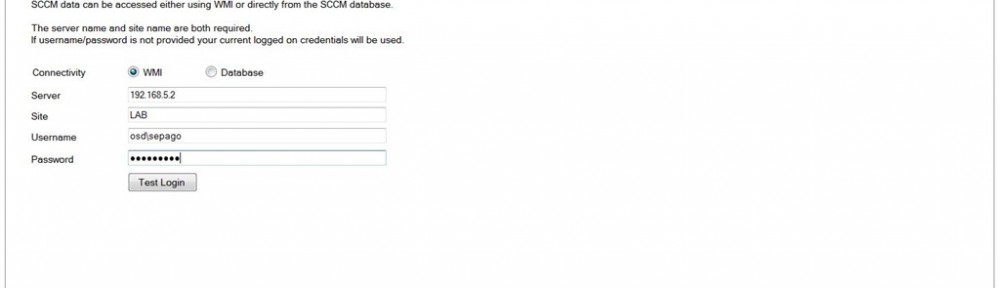 SCCM data can be accessed either using WMI or directly from the SCCM database.
The server name and site name are both required.
If username/password is not provided your current logged on credentials will be used.
Connectivity WMI Database
Server 192.168.5.2
Site LAB
Username osd\sepago
Password •••••••••
Test Login